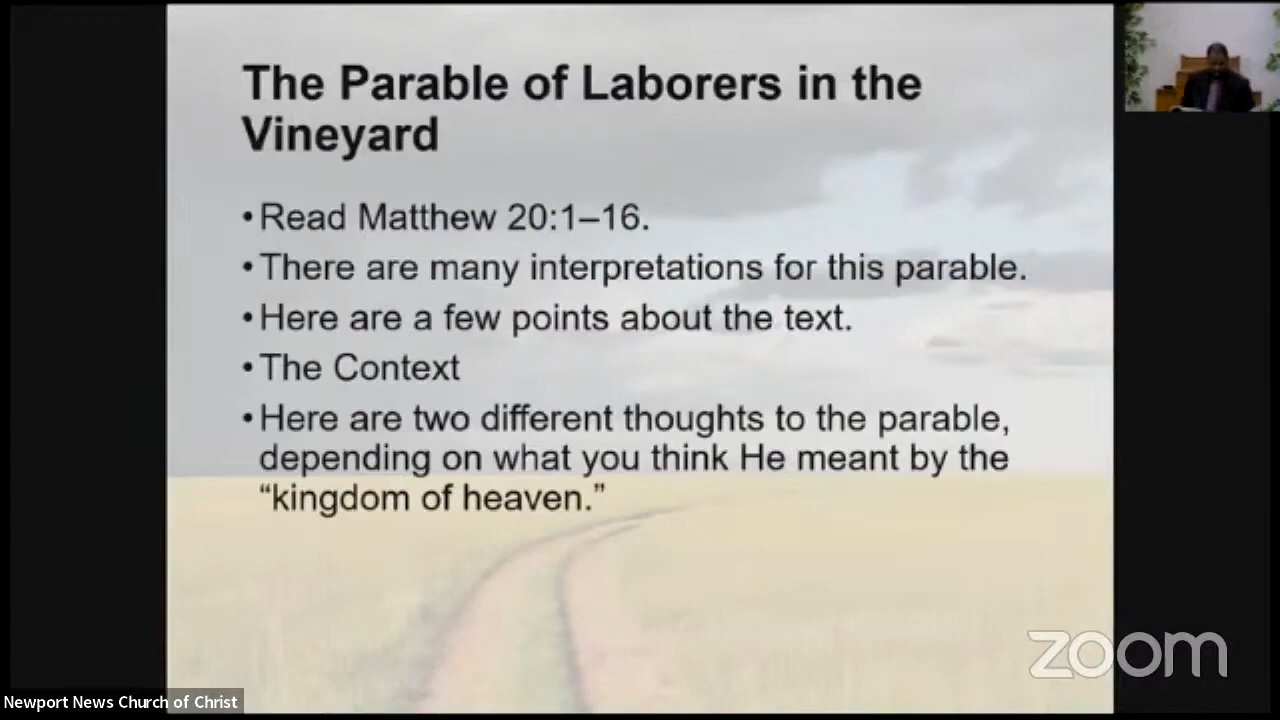 The Parable of Laborers in the
Vineyard
• Read Matthew 20:1–16.
• There are many interpretations for this parable.
• Here are a few points about the text.
• The Context
• Here are two different thoughts to the parable,
depending on what you think He meant by the
“kingdom of heaven.”
zoom
Newport News Church of Christ